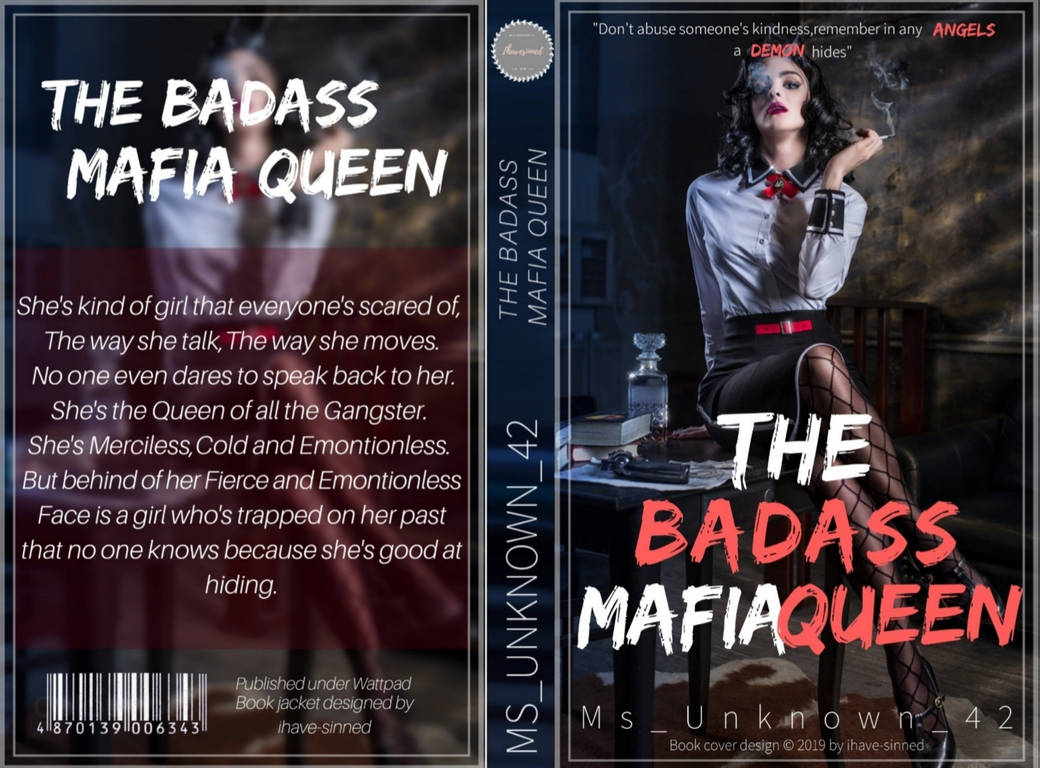 THE BADASS
MAFIA QUEEN
She's kind of girl that everyone's scared of,
The way she talk,The way she moves.
No one even dares to speak back to her.
She's the Queen of all the Gangster.
She's Merciless,Cold and Emontionless.
But behind of her Fierce and Emontionless
Face is a girl who's trapped on her past
that no one knows because she's good at
hiding.
4 870139 006343
Published under Wattpad
Book jacket designed by
ihave-sinned
THE BADASS
MAFIA QUEEN
MS_UNKNOWN_42
"Don't abuse someone's kindness,remember in any ANGELS
a DEMON hides"
THE
BADASS
MAFIAQUEEN
Ms_Unknown_42
Book cover design © 2019 by ihave-sinned